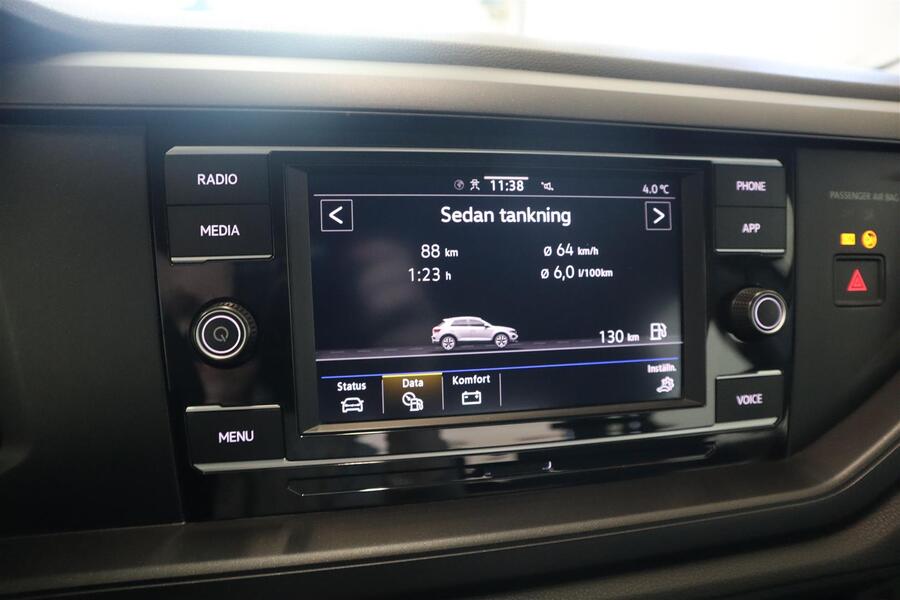 RADIO
MEDIA
MENU
11:38
4.0 °C
<
Sedan tankning
>
88 km
Ø 64 km/h
1:23 h
Ø 6,0 l/100km
130 km
Status
Data
Komfort
Inställn.
PHONE
APP
VOICE
PASSENGER AIR BAG